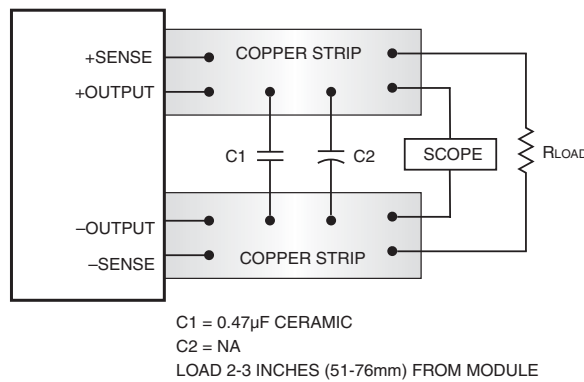 +SENSE
COPPER STRIP
+OUTPUT
C1
C2
SCOPE
RLOAD
–OUTPUT
–SENSE
COPPER STRIP
C1 = 0.47µF CERAMIC
C2 = NA
LOAD 2-3 INCHES (51-76mm) FROM MODULE